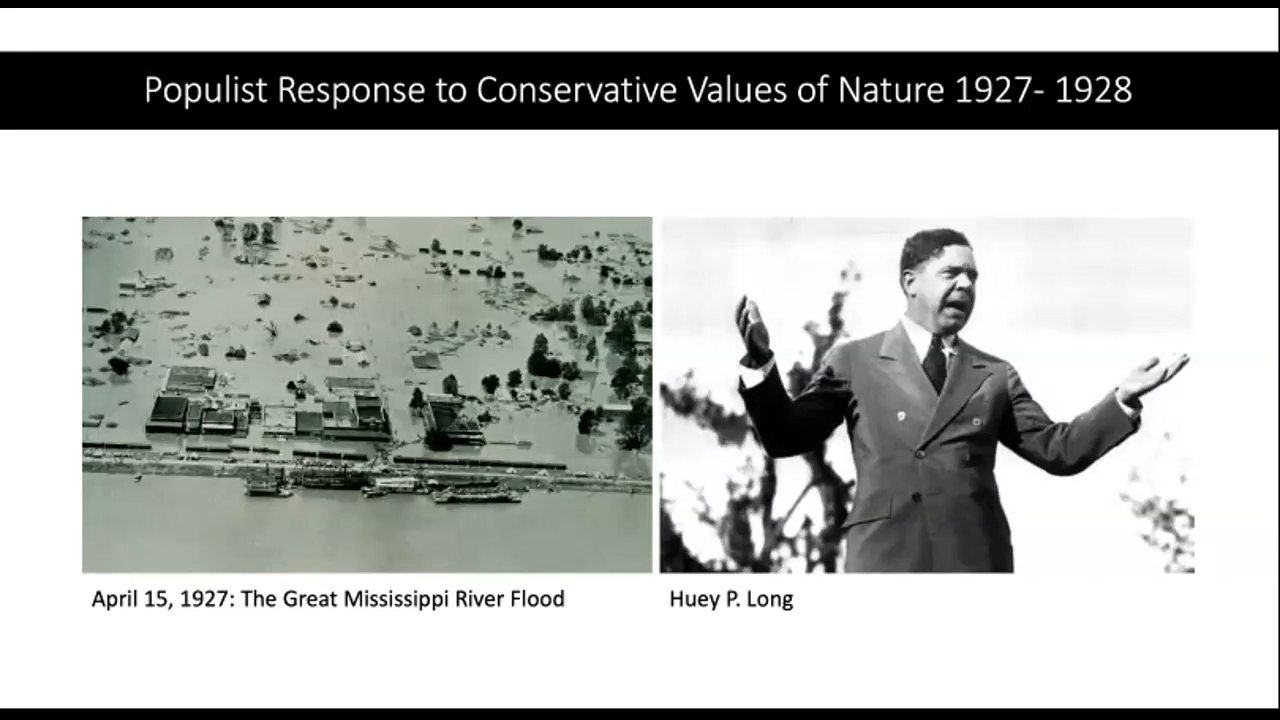 Populist Response to Conservative Values of Nature 1927- 1928
April 15, 1927: The Great Mississippi River Flood
Huey P. Long